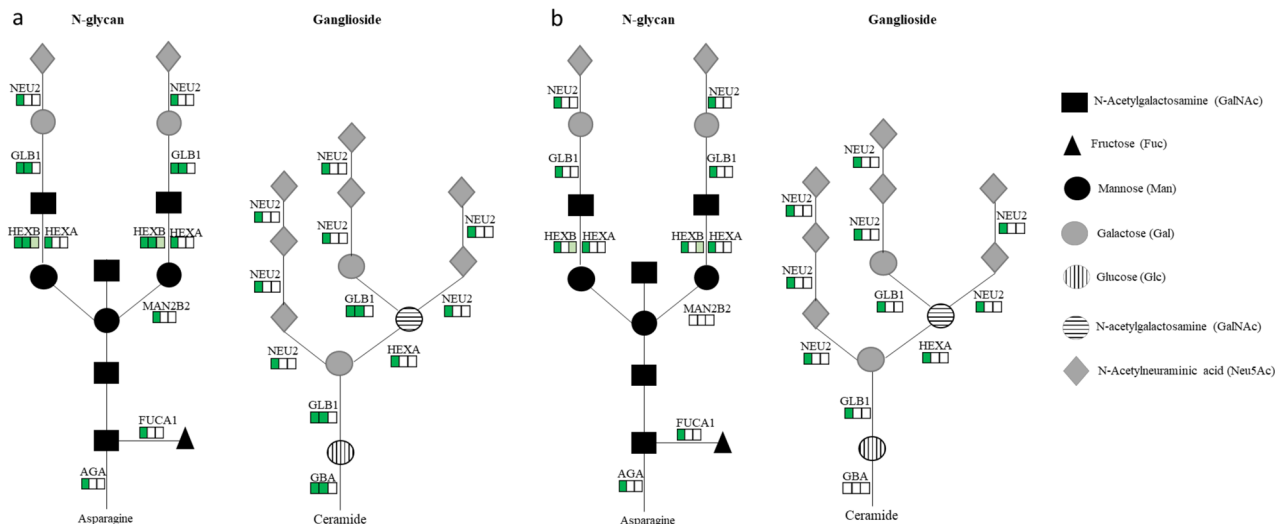 a
N-glycan
Ganglioside
NEU2
NEU2
GLB1
GLB1
HEXB
HEXA
HEXB
HEXA
MAN2B2
FUCA1
AGA
Asparagine
NEU2
NEU2
NEU2
NEU2
NEU2
NEU2
GLB1
NEU2
NEU2
HEXA
GLB1
GBA
Ceramide
b
N-glycan
Ganglioside
NEU2
NEU2
GLB1
GLB1
HEXB
HEXA
HEXB
HEXA
MAN2B2
FUCA1
AGA
Asparagine
NEU2
NEU2
NEU2
NEU2
NEU2
GLB1
NEU2
NEU2
HEXA
GLB1
GBA
Ceramide
N-Acetylgalactosamine (GalNAc)
Fructose (Fuc)
Mannose (Man)
Galactose (Gal)
Glucose (Glc)
N-acetylgalactosamine (GalNAc)
N-Acetylneuraminic acid (Neu5Ac)